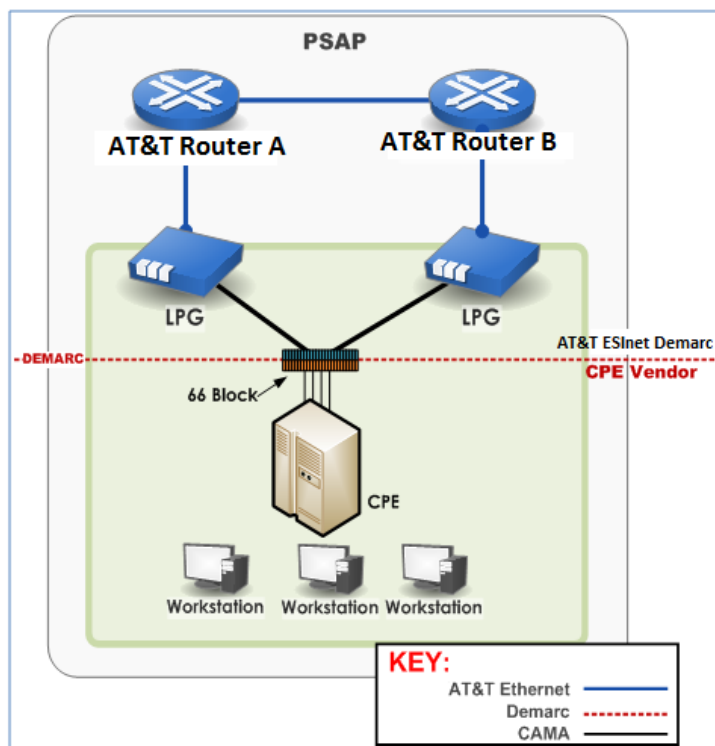 PSAP
AT&T Router A
AT&T Router B
LPG
LPG
DEMARC
AT&T ESInet Demarc
CPE Vendor
66 Block
CPE
Workstation
Workstation
Workstation
KEY:
AT&T Ethernet
Demarc
CAMA